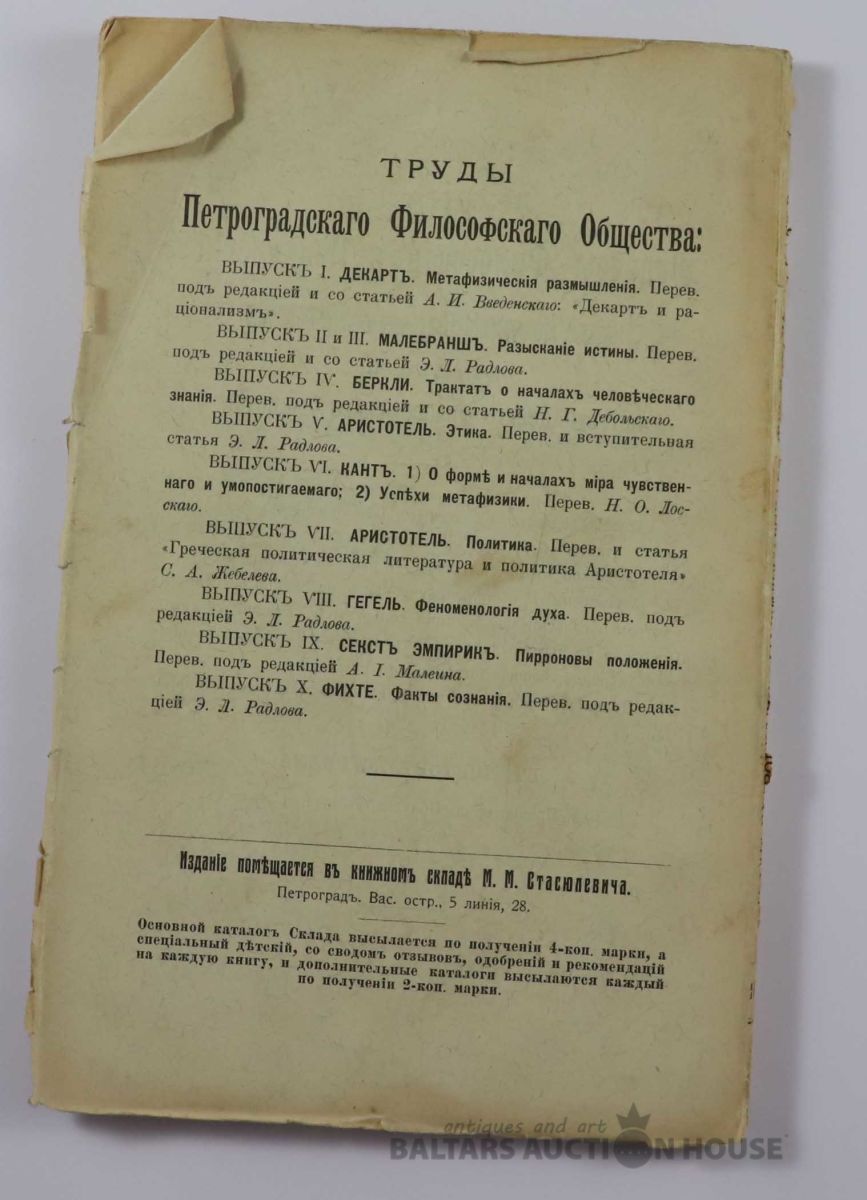 ТРУДЫ
Петроградскаго Философскаго Общества:
ВЫПУСКЪ I. ДЕКАРТЪ. Метафизическія размышленія. Перев.
подъ редакціей и со статьей А. И. Введенскаго: «Декартъ и ра-
ціонализмъ».
ВЫПУСКЪ II и III. МАЛЕБРАНШЪ. Разысканіе истины. Перев.
подъ редакціей и со статьей Э. Л. Радлова.
ВЫПУСКЪ IV. БЕРКЛИ. Трактатъ о началахъ человѣческаго
знанія. Перев. подъ редакціей и со статьей Н. Г. Дебольскаго.
ВЫПУСКЪ V. АРИСТОТЕЛЬ. Этика. Перев. и вступительная
статья Э. Л. Радлова.
ВЫПУСКЪ VI. КАНТЪ. 1) О формѣ и началахъ міра чувствен-
наго и умопостигаемаго; 2) Успѣхи метафизики. Перев. Н. О. Лос-
скаго.
ВЫПУСКЪ VII. АРИСТОТЕЛЬ. Политика. Перев. и статья
«Греческая политическая литература и политика Аристотеля»
С. А. Жебелева.
ВЫПУСКЪ VIII. ГЕГЕЛЬ. Феноменологія духа. Перев. подъ
редакціей Э. Л. Радлова.
ВЫПУСКЪ IX. СЕКСТЪ ЭМПИРИКЪ. Пирроновы положенія.
Перев. подъ редакціей А. I. Малеина.
ВЫПУСКЪ X. ФИХТЕ. Факты сознанія. Перев. подъ редак-
ціей Э. Л. Радлова.
Изданіе помѣщается въ книжномъ складѣ М. М. Стасюлевича.
Петроградъ. Вас. остр., 5 линія, 28.
Основной каталогъ Склада высылается по полученіи 4-коп. марки, а
спеціальный дѣтскій, со сводомъ отзывовъ, одобреній и рекомендацій
на каждую книгу, и дополнительные каталоги высылаются каждый
по полученіи 2-коп. марки.
antiques and art
BALTARS AUCTION HOUSE